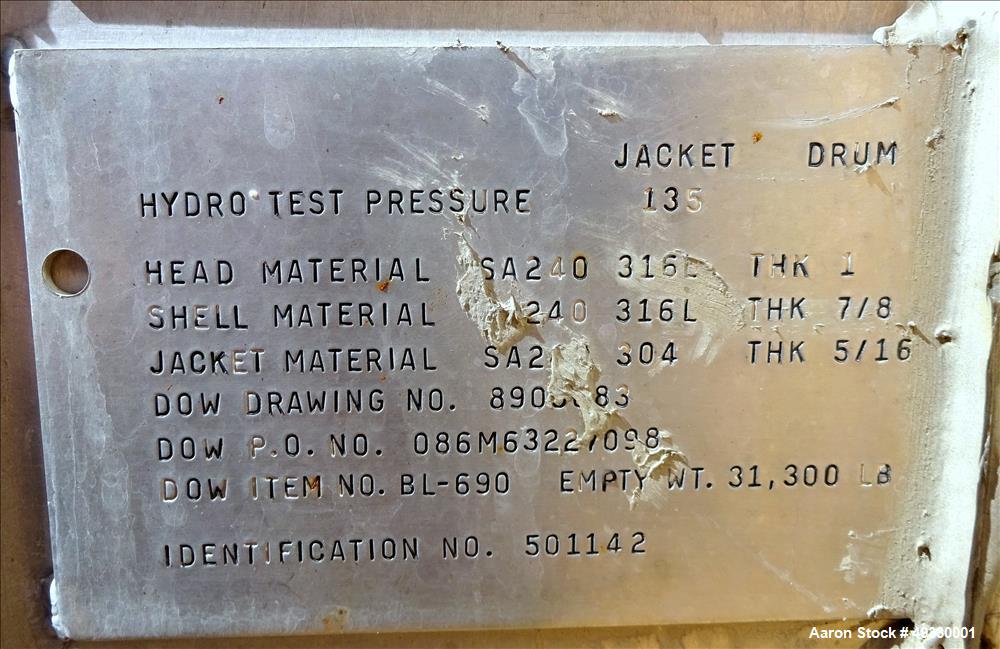 JACKET DRUM
HYDRO TEST PRESSURE 135
HEAD MATERIAL SA240 316L THK 1
SHELL MATERIAL 240 316L THK 7/8
JACKET MATERIAL 304 THK 5/16
DOW DRAWING NO.
DOW P.O. NO. 086M63227098
DOW ITEM NO. BL-690 EMPTY WT. 31,300 LB
IDENTIFICATION NO. 501142
Aaron Stock #